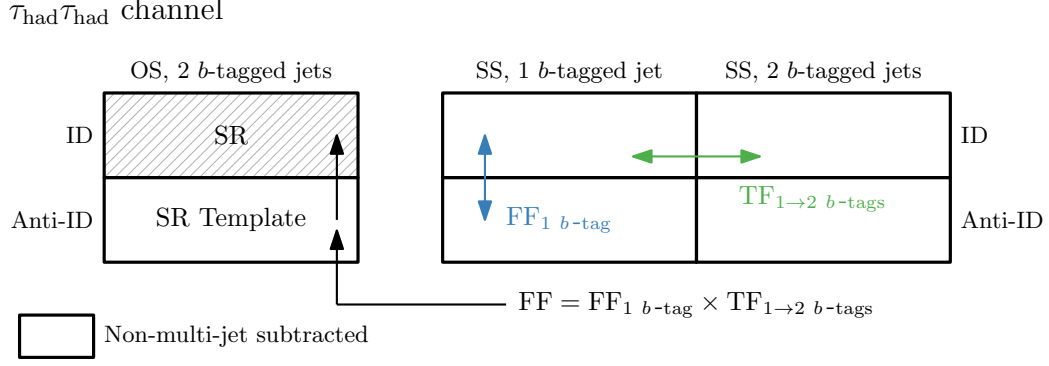 τhadτhad channel
OS, 2 b-tagged jets
SS, 1 b-tagged jet
SS, 2 b-tagged jets
ID
SR
ID
Anti-ID
SR Template
FF1 b-tag
TF1→2 b-tags
Anti-ID
FF = FF1 b-tag × TF1→2 b-tags
Non-multi-jet subtracted